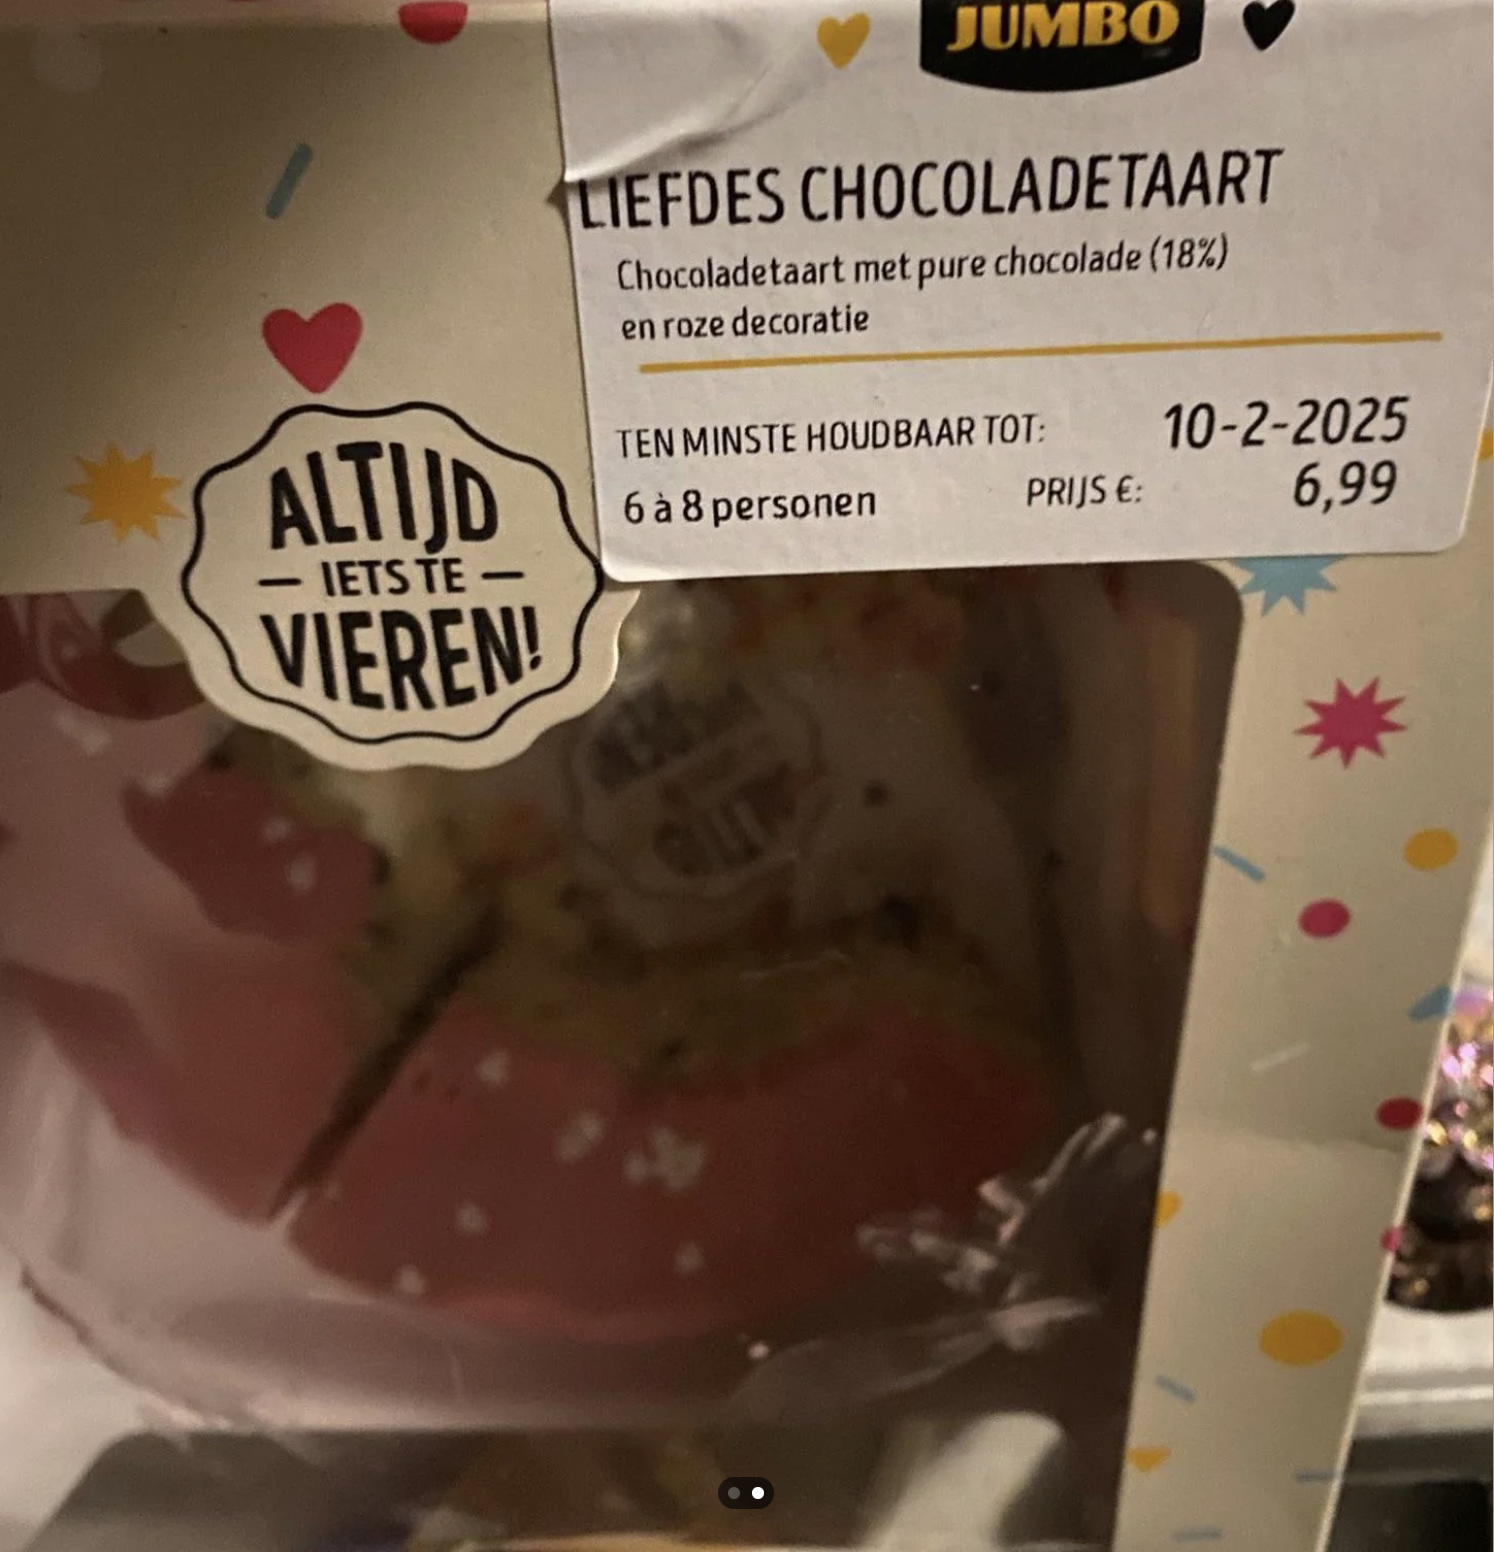 JUMBO
LIEFDES CHOCOLADETAART
Chocoladetaart met pure chocolade (18%)
en roze decoratie
TEN MINSTE HOUDBAAR TOT: 10-2-2025
6 à 8 personen PRIJS €: 6,99
ALTIJD
— IETS TE —
VIEREN!